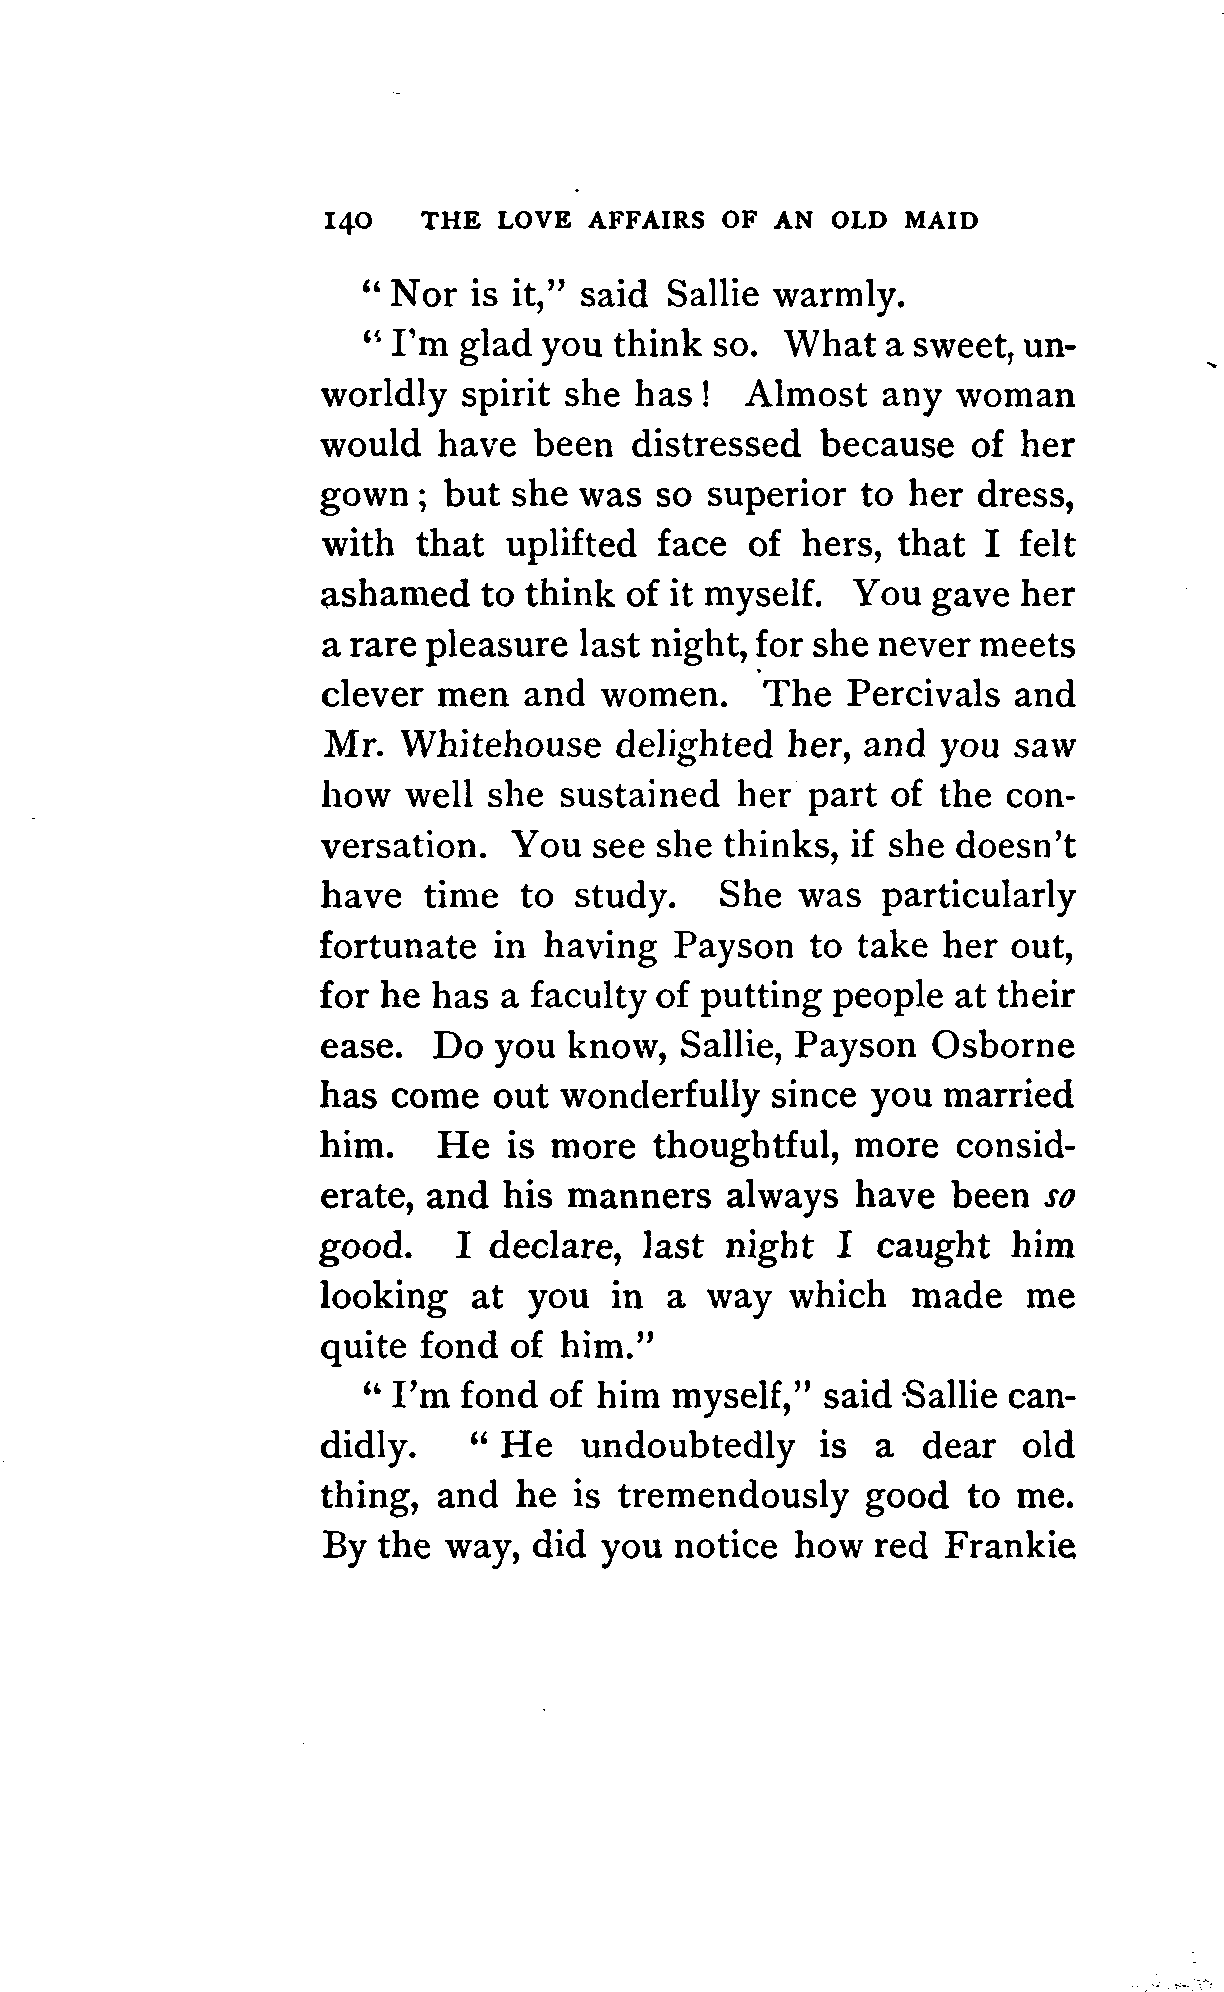 140 THE LOVE AFFAIRS OF AN OLD MAID
"Nor is it," said Sallie warmly.
"I'm glad you think so. What a sweet, un-
worldly spirit she has! Almost any woman
would have been distressed because of her
gown; but she was so superior to her dress,
with that uplifted face of hers, that I felt
ashamed to think of it myself. You gave her
a rare pleasure last night, for she never meets
clever men and women. The Percivals and
Mr. Whitehouse delighted her, and you saw
how well she sustained her part of the con-
versation. You see she thinks, if she doesn't
have time to study. She was particularly
fortunate in having Payson to take her out,
for he has a faculty of putting people at their
ease. Do you know, Sallie, Payson Osborne
has come out wonderfully since you married
him. He is more thoughtful, more consid-
erate, and his manners always have been so
good. I declare, last night I caught him
looking at you in a way which made me
quite fond of him."
"I'm fond of him myself," said Sallie can-
didly. "He undoubtedly is a dear old
thing, and he is tremendously good to me.
By the way, did you notice how red Frankie